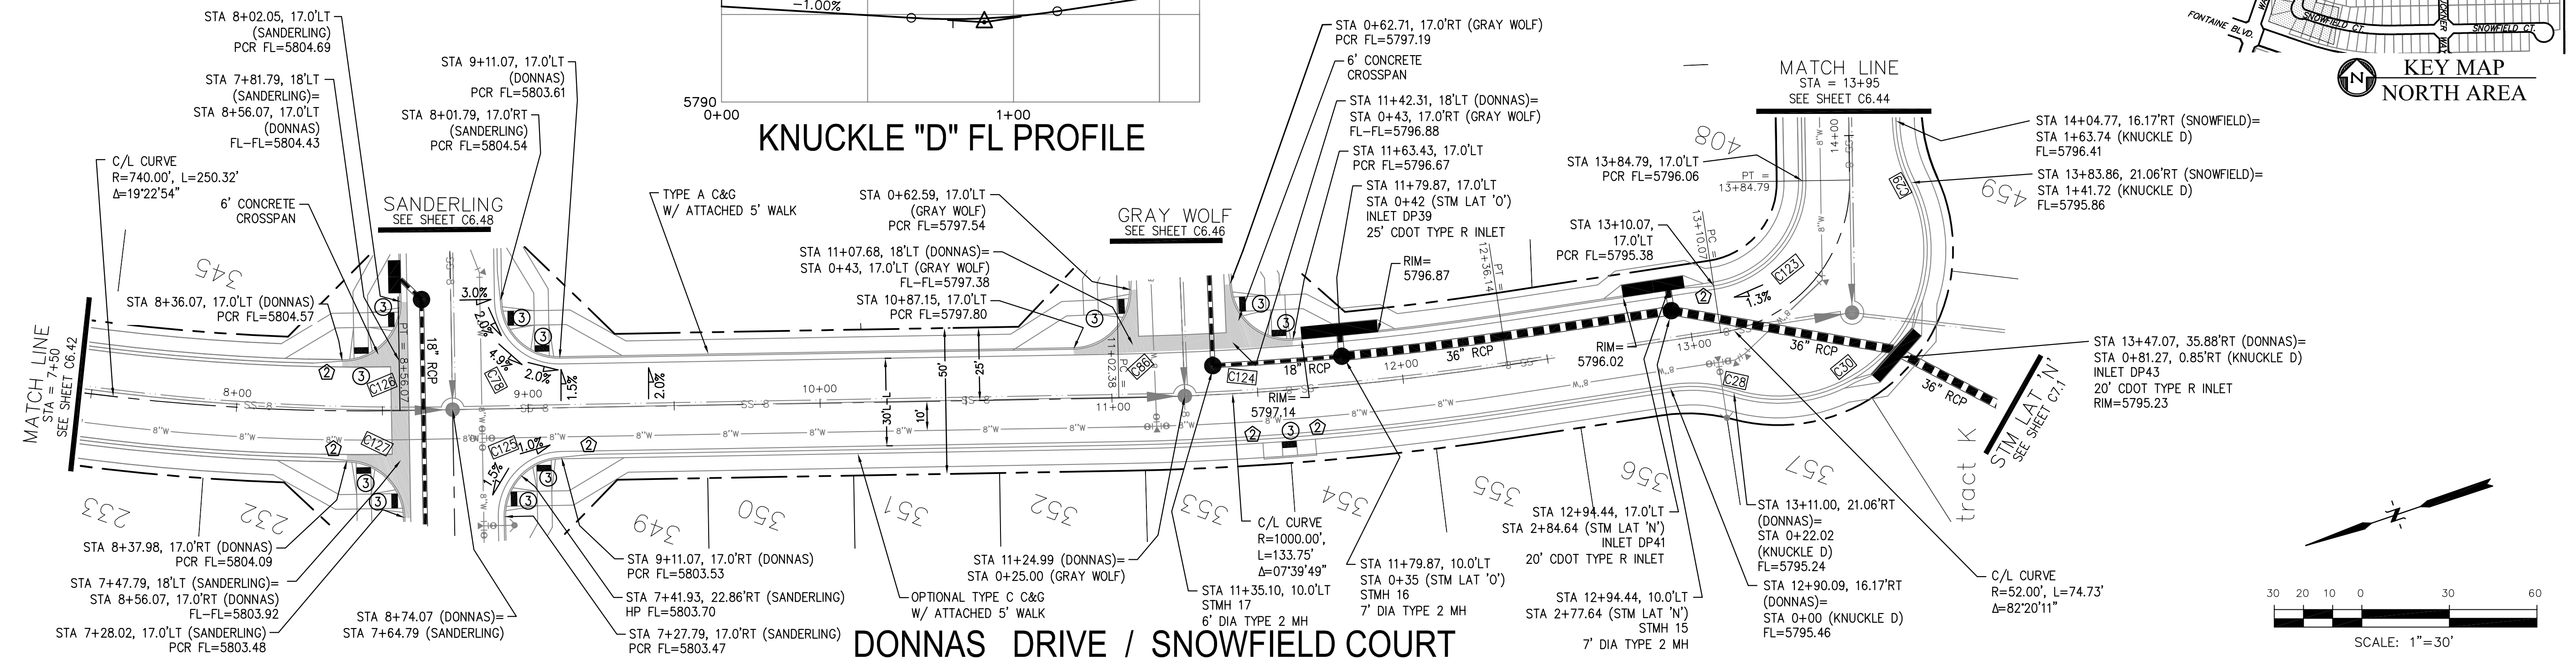 STA 8+02.05, 17.0'LT
(SANDERLING)
PCR FL=5804.69
STA 7+81.79, 18'LT
(SANDERLING)=
STA 8+56.07, 17.0'LT
(DONNAS)
FL-FL=5804.43
C/L CURVE
R=740.00', L=250.32'
Δ=19°22'54"
6' CONCRETE
CROSSPAN
STA 8+36.07, 17.0'LT (DONNAS)
PCR FL=5804.57
345
MATCH LINE
STA = 7+50
SEE SHEET C6.42
STA 9+11.07, 17.0'LT
(DONNAS)
PCR FL=5803.61
STA 8+01.79, 17.0'RT
(SANDERLING)
PCR FL=5804.54
SANDERLING
SEE SHEET C6.48
-1.00%
5790
0+00
1+00
KNUCKLE "D" FL PROFILE
TYPE A C&G
W/ ATTACHED 5' WALK
STA 0+62.59, 17.0'LT
(GRAY WOLF)
PCR FL=5797.54
STA 11+07.68, 18'LT (DONNAS)=
STA 0+43, 17.0'LT (GRAY WOLF)
FL-FL=5797.38
STA 10+87.15, 17.0'LT
PCR FL=5797.80
GRAY WOLF
SEE SHEET C6.46
STA 0+62.71, 17.0'RT (GRAY WOLF)
PCR FL=5797.19
6' CONCRETE
CROSSPAN
STA 11+42.31, 18'LT (DONNAS)=
STA 0+43, 17.0'RT (GRAY WOLF)
FL-FL=5796.88
STA 11+63.43, 17.0'LT
PCR FL=5796.67
STA 11+79.87, 17.0'LT
STA 0+42 (STM LAT 'O')
INLET DP39
25' CDOT TYPE R INLET
RIM=
5796.87
PT =
12+36.14
STA 13+10.07,
17.0'LT
PCR FL=5795.38
PC =
13+10.07
STA 13+84.79, 17.0'LT
PCR FL=5796.06
PT =
13+84.79
408
MATCH LINE
STA = 13+95
SEE SHEET C6.44
14+00
8"W
SS-8
STA 14+04.77, 16.17'RT (SNOWFIELD)=
STA 1+63.74 (KNUCKLE D)
FL=5796.41
STA 13+83.86, 21.06'RT (SNOWFIELD)=
STA 1+41.72 (KNUCKLE D)
FL=5795.86
459
C29
C123
1.3%
FONTAINE BLVD.
SNOWFIELD CT.
SNOWFIELD CT.
N
KEY MAP
NORTH AREA
3.0%
2.0%
4.9%
2.0%
1.5%
2.0%
C78
18" RCP
PI = 8+56.07
C126
C127
C125
1.0%
1.5%
8+00
9+00
10+00
11+00
12+00
13+00
30'L-L
10'
50'
25'
PC =
11+02.38
C86
C124
18" RCP
36" RCP
36" RCP
36" RCP
RIM=
5797.14
RIM=
5796.02
C28
C30
STA 13+47.07, 35.88'RT (DONNAS)=
STA 0+81.27, 0.85'RT (KNUCKLE D)
INLET DP43
20' CDOT TYPE R INLET
RIM=5795.23
STM LAT 'N'
SEE SHEET C7.1
tract K
233
232
349
350
351
352
353
354
355
356
357
STA 8+37.98, 17.0'RT (DONNAS)
PCR FL=5804.09
STA 7+47.79, 18'LT (SANDERLING)=
STA 8+56.07, 17.0'RT (DONNAS)
FL-FL=5803.92
STA 7+28.02, 17.0'LT (SANDERLING)
PCR FL=5803.48
STA 8+74.07 (DONNAS)=
STA 7+64.79 (SANDERLING)
STA 9+11.07, 17.0'RT (DONNAS)
PCR FL=5803.53
STA 7+41.93, 22.86'RT (SANDERLING)
HP FL=5803.70
STA 7+27.79, 17.0'RT (SANDERLING)
PCR FL=5803.47
OPTIONAL TYPE C C&G
W/ ATTACHED 5' WALK
STA 11+24.99 (DONNAS)=
STA 0+25.00 (GRAY WOLF)
STA 11+35.10, 10.0'LT
STMH 17
6' DIA TYPE 2 MH
C/L CURVE
R=1000.00',
L=133.75'
Δ=07°39'49"
STA 11+79.87, 10.0'LT
STA 0+35 (STM LAT 'O')
STMH 16
7' DIA TYPE 2 MH
STA 12+94.44, 17.0'LT
STA 2+84.64 (STM LAT 'N')
INLET DP41
20' CDOT TYPE R INLET
STA 12+94.44, 10.0'LT
STA 2+77.64 (STM LAT 'N')
STMH 15
7' DIA TYPE 2 MH
STA 13+11.00, 21.06'RT
(DONNAS)=
STA 0+22.02
(KNUCKLE D)
FL=5795.24
STA 12+90.09, 16.17'RT
(DONNAS)=
STA 0+00 (KNUCKLE D)
FL=5795.46
C/L CURVE
R=52.00', L=74.73'
Δ=82°20'11"
N
30 10 0 30 60
20
SCALE: 1"=30'
DONNAS DRIVE / SNOWFIELD COURT